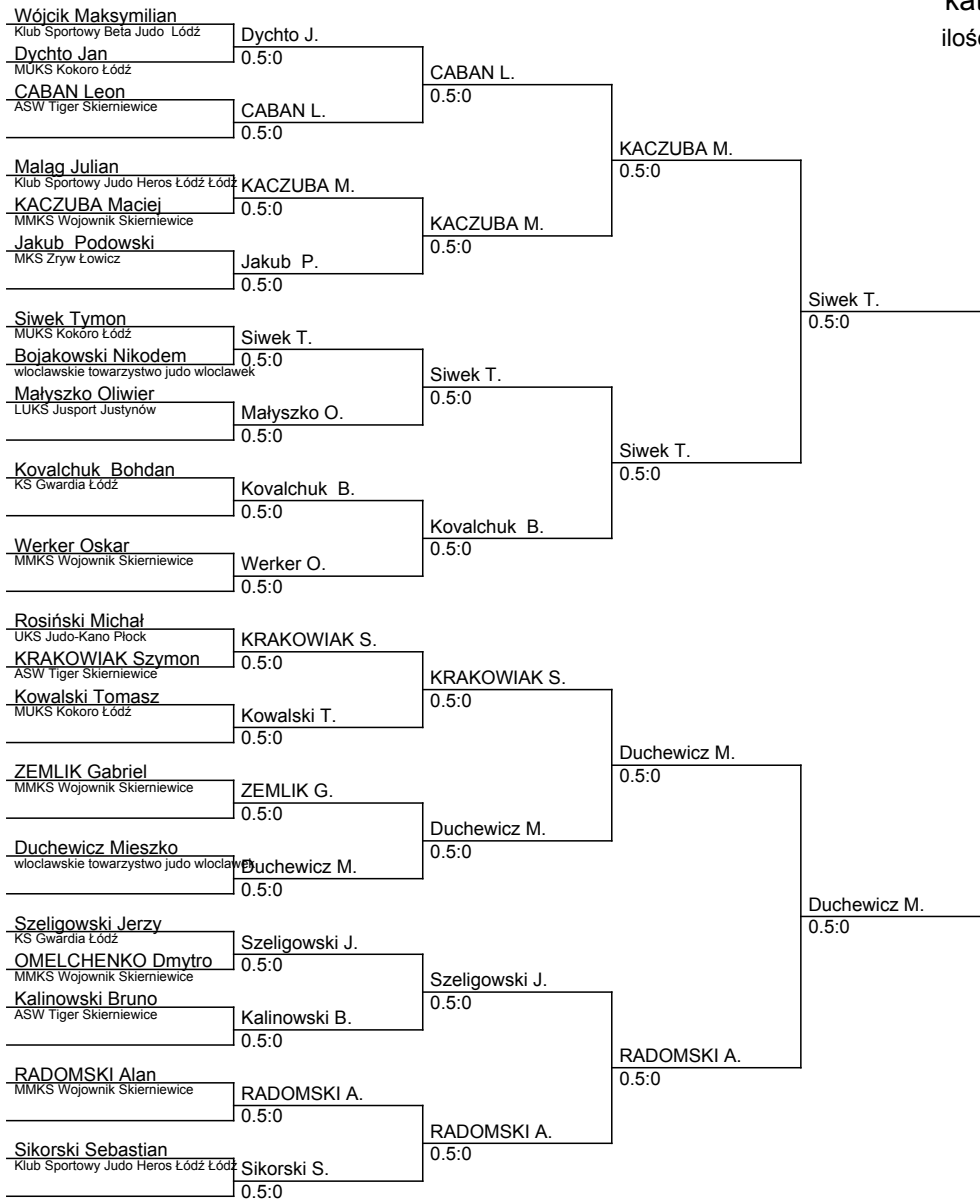 Wójcik Maksymilian
Klub Sportowy Beta Judo Łódź
Dychto Jan
MUKS Kokoro Łódź
CABAN Leon
ASW Tiger Skierniewice
Maląg Julian
Klub Sportowy Judo Heros Łódź Łódź
KACZUBA Maciej
MMKS Wojownik Skierniewice
Jakub Podowski
MKS Zryw Łowicz
Siwek Tymon
MUKS Kokoro Łódź
Bojakowski Nikodem
wloclawskie towarzystwo judo wloclawek
Małyszko Oliwier
LUKS Jusport Justynów
Kovalchuk Bohdan
KS Gwardia Łódź
Werker Oskar
MMKS Wojownik Skierniewice
Rosiński Michał
UKS Judo-Kano Płock
KRAKOWIAK Szymon
ASW Tiger Skierniewice
Kowalski Tomasz
MUKS Kokoro Łódź
ZEMLIK Gabriel
MMKS Wojownik Skierniewice
Duchewicz Mieszko
wloclawskie towarzystwo judo wloclawek
Szeligowski Jerzy
KS Gwardia Łódź
OMELCHENKO Dmytro
MMKS Wojownik Skierniewice
Kalinowski Bruno
ASW Tiger Skierniewice
RADOMSKI Alan
MMKS Wojownik Skierniewice
Sikorski Sebastian
Klub Sportowy Judo Heros Łódź Łódź
Dychto J.
0.5:0
CABAN L.
0.5:0
KACZUBA M.
0.5:0
Jakub P.
0.5:0
Siwek T.
0.5:0
Małyszko O.
0.5:0
Kovalchuk B.
0.5:0
Werker O.
0.5:0
KRAKOWIAK S.
0.5:0
Kowalski T.
0.5:0
ZEMLIK G.
0.5:0
Duchewicz M.
0.5:0
Szeligowski J.
0.5:0
Kalinowski B.
0.5:0
RADOMSKI A.
0.5:0
Sikorski S.
0.5:0
CABAN L.
0.5:0
KACZUBA M.
0.5:0
Siwek T.
0.5:0
Kovalchuk B.
0.5:0
KRAKOWIAK S.
0.5:0
Duchewicz M.
0.5:0
Szeligowski J.
0.5:0
RADOMSKI A.
0.5:0
KACZUBA M.
0.5:0
Siwek T.
0.5:0
Duchewicz M.
0.5:0
RADOMSKI A.
0.5:0
Siwek T.
0.5:0
Duchewicz M.
0.5:0